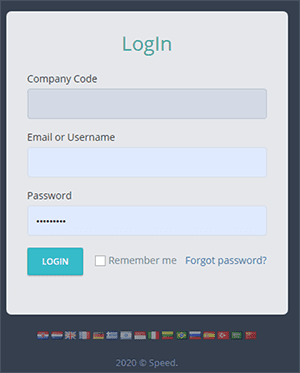 LogIn
Company Code
Email or Username
Password
•••••••••
LOGIN Remember me Forgot password?
2020 © Speed.